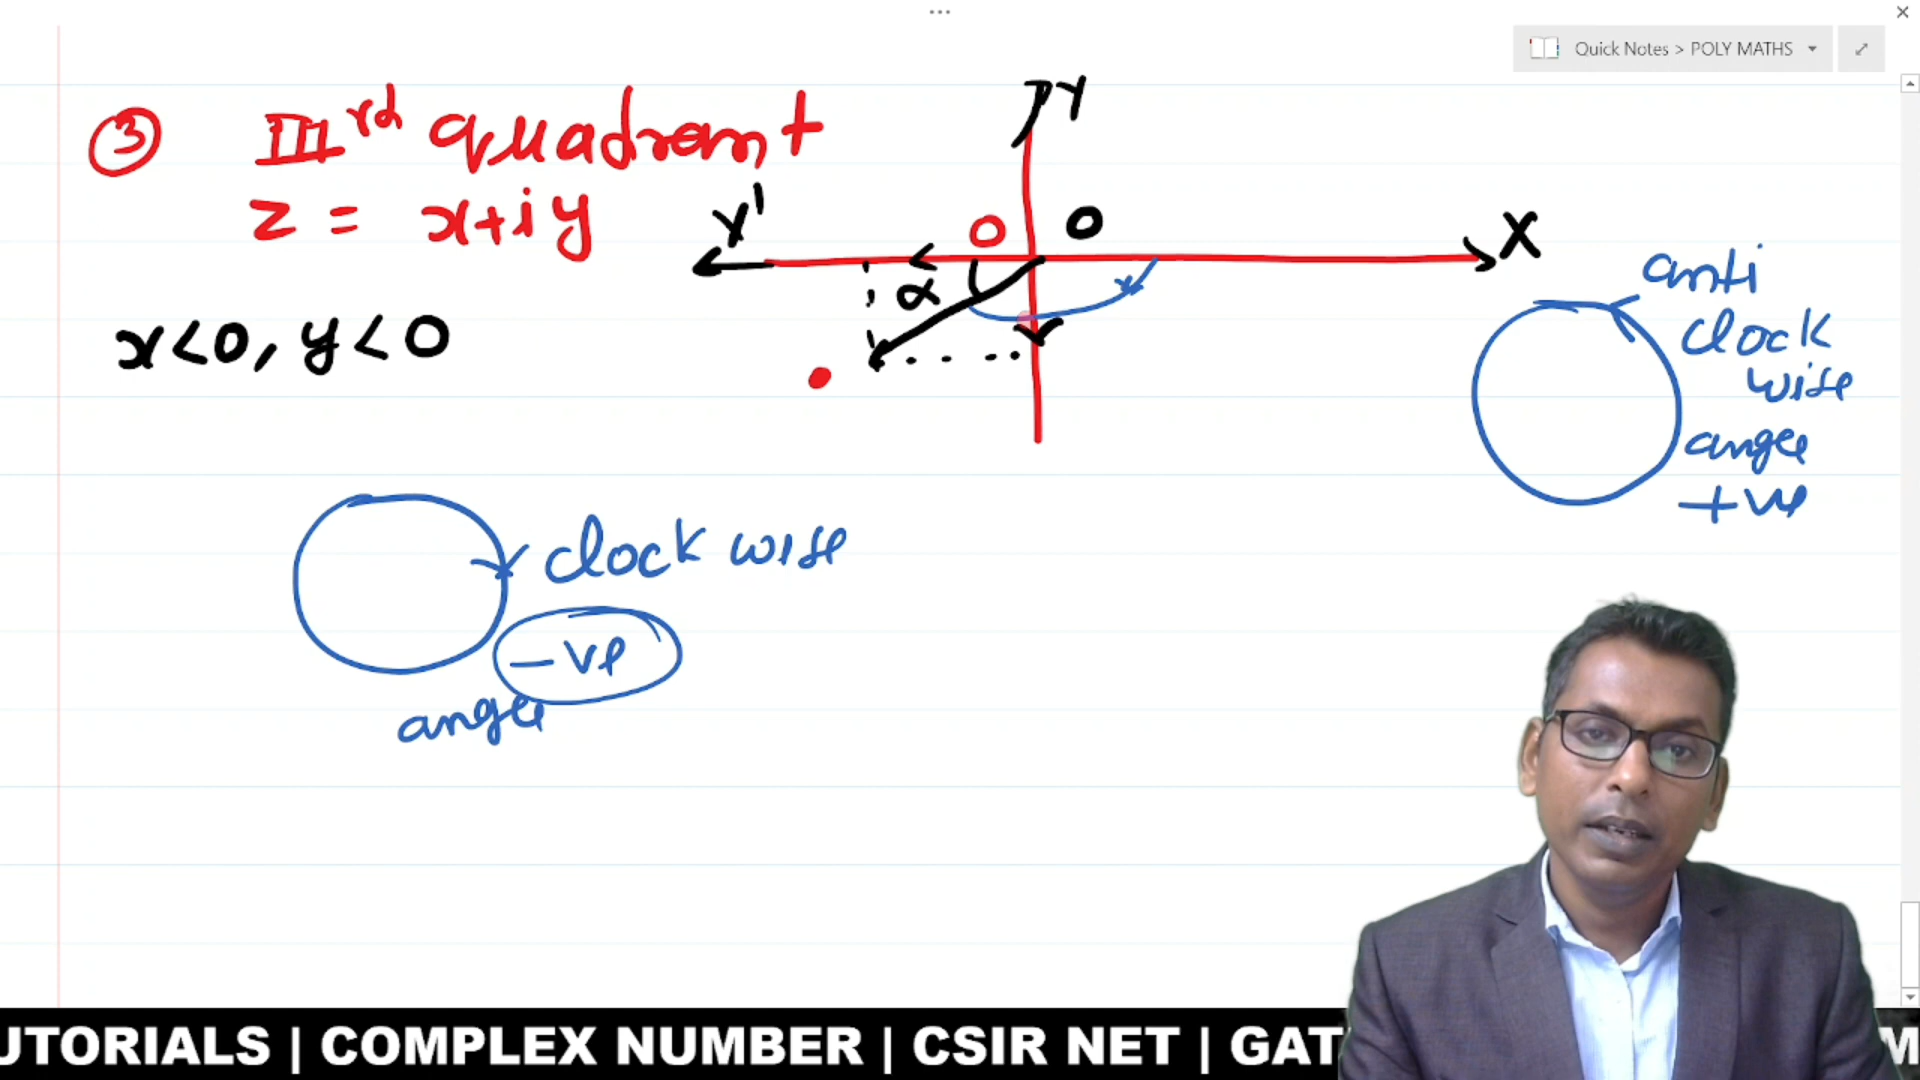 Quick Notes > POLY MATHS
3 IIIrd quadrant
z = x+iy
x<0, y<0
Y
X'
O
O
X
α
anti
clock
wise
angle
+ve
clock wise
-ve
angle
UTORIALS | COMPLEX NUMBER | CSIR NET | GAT
M